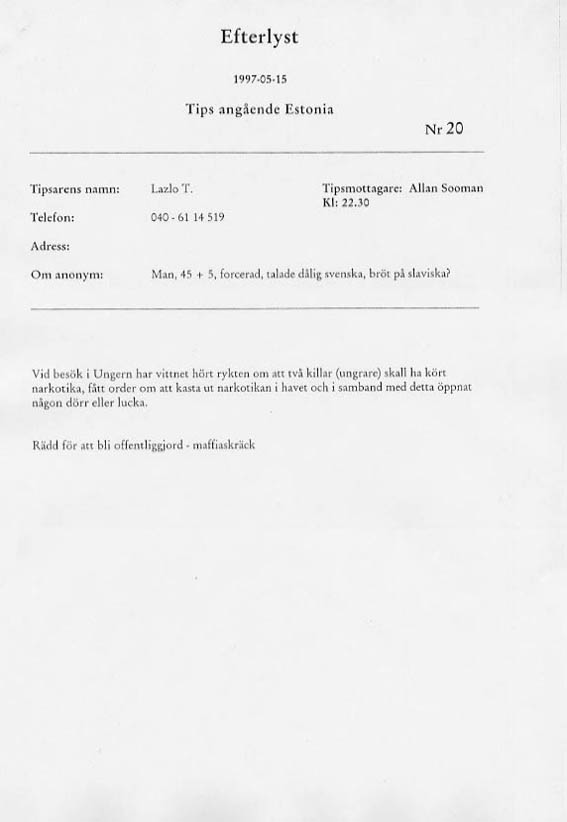 Efterlyst
1997-05-15
Tips angående Estonia
Nr 20
Tipsarens namn: Lazlo T. Tipsmottagare: Allan Sooman
Kl: 22.30
Telefon: 040 - 61 14 519
Adress:
Om anonym: Man, 45 + 5, forcerad, talade dålig svenska, bröt på slaviska?
Vid besök i Ungern har vittnet hört rykten om att två killar (ungrare) skall ha kört
narkotika, fått order om att kasta ut narkotikan i havet och i samband med detta öppnat
någon dörr eller lucka.
Rädd för att bli offentliggjord - maffiaskräck